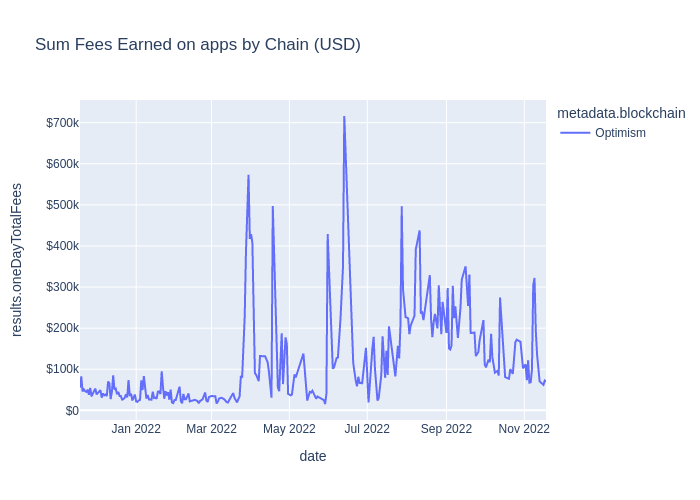 Sum Fees Earned on apps by Chain (USD)
metadata.blockchain
Optimism
results.oneDayTotalFees
$700k
$600k
$500k
$400k
$300k
$200k
$100k
$0
Jan 2022
Mar 2022
May 2022
Jul 2022
Sep 2022
Nov 2022
date